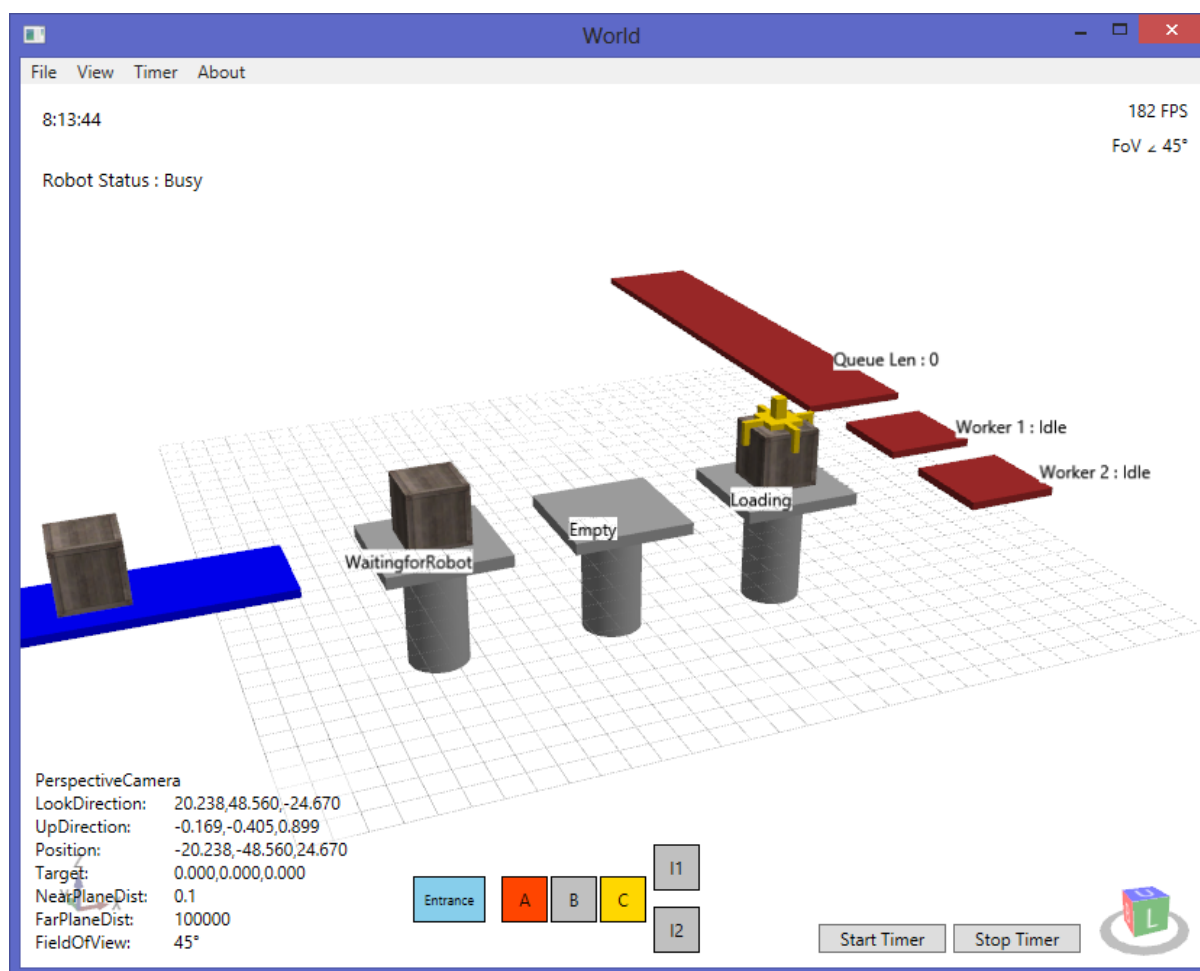 World
File View Timer About
8:13:44
182 FPS
FoV ∠ 45°
Robot Status : Busy
Queue Len : 0
Worker 1 : Idle
Worker 2 : Idle
Loading
Empty
WaitingforRobot
PerspectiveCamera
LookDirection: 20.238,48.560,-24.670
UpDirection: -0.169,-0.405,0.899
Position: -20.238,-48.560,24.670
Target: 0.000,0.000,0.000
NearPlaneDist: 0.1
FarPlaneDist: 100000
FieldOfView: 45°
Entrance
A B C
I1
I2
Start Timer Stop Timer
U
L
X
Z